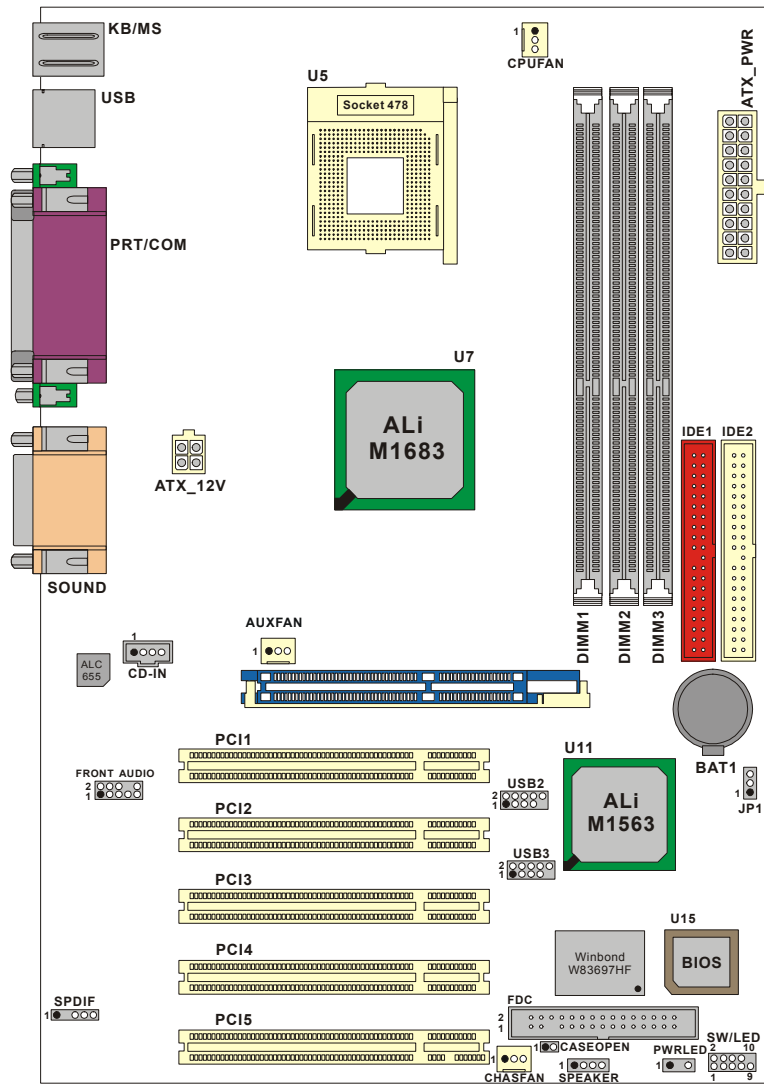 KB/MS
1
CPUFAN
ATX_PWR
USB
U5
Socket 478
PRT/COM
U7
ALi
M1683
IDE1
IDE2
ATX_12V
SOUND
DIMM1
DIMM2
DIMM3
AUXFAN
1
1
CD-IN
ALC
655
BAT1
PCI1
U11
FRONT AUDIO
2
1
USB2
2
1
ALi
M1563
1
JP1
PCI2
USB3
2
1
PCI3
PCI4
U15
Winbond
W83697HF
BIOS
SPDIF
1
FDC
2
1
PCI5
1
CASEOPEN
SW/LED
2
10
1
9
1
CHASFAN
1
SPEAKER
PWRLED
1